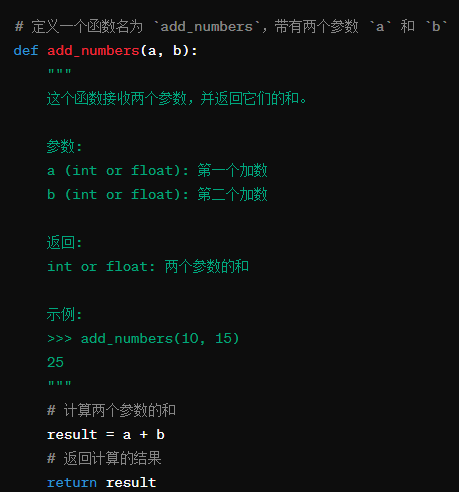 # 定义一个函数名为 `add_numbers`，带有两个参数 `a` 和 `b`
def add_numbers(a, b):
    """
    这个函数接收两个参数，并返回它们的和。

    参数:
    a (int or float): 第一个加数
    b (int or float): 第二个加数

    返回:
    int or float: 两个参数的和

    示例:
    >>> add_numbers(10, 15)
    25
    """
    # 计算两个参数的和
    result = a + b
    # 返回计算的结果
    return result